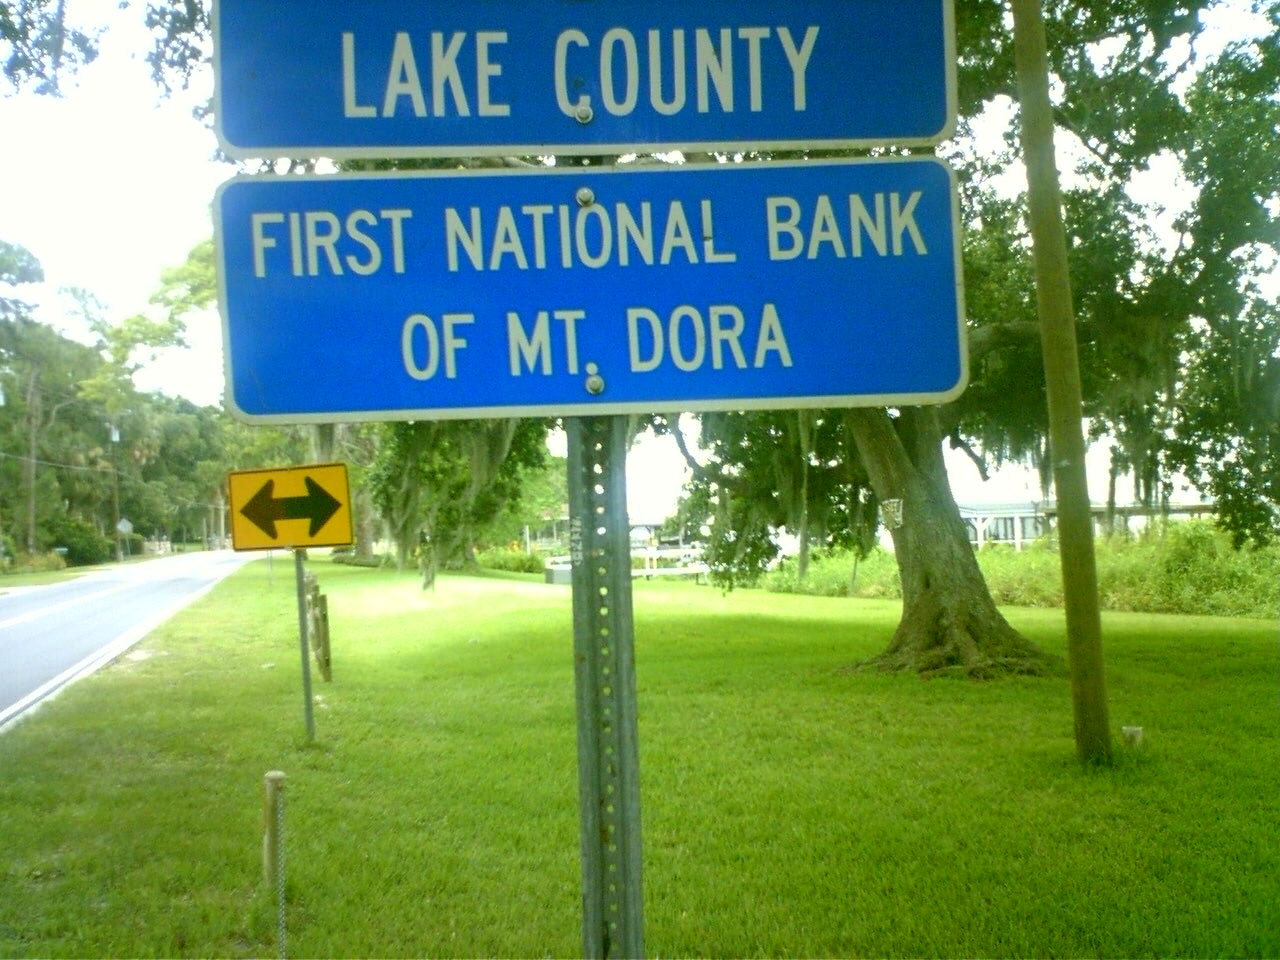 LAKE COUNTY
FIRST NATIONAL BANK
OF MT. DORA